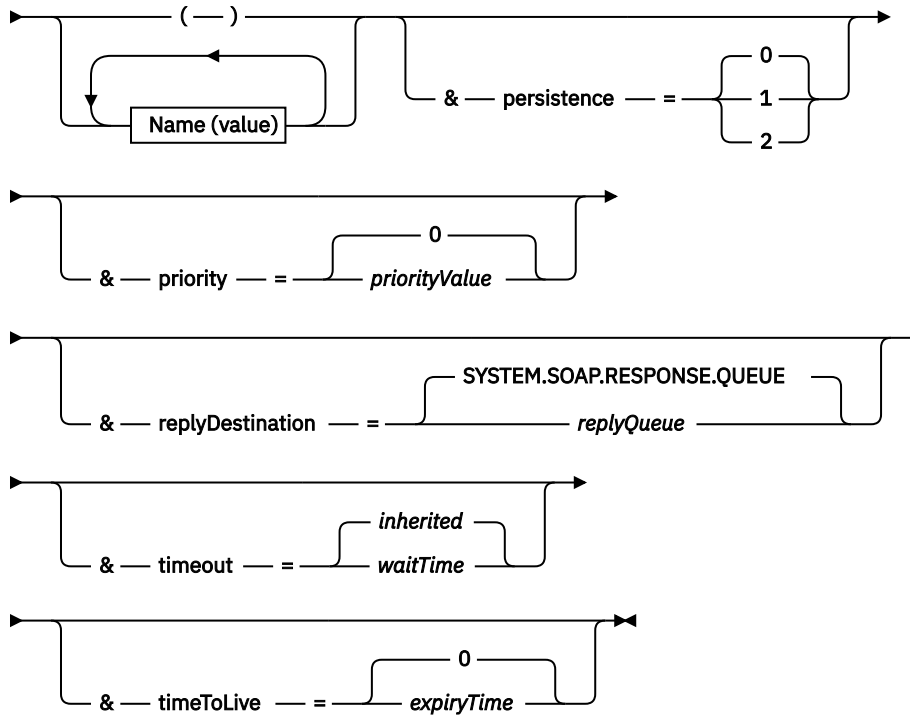 ( )
Name (value)
0
& persistence = 1
2
0
& priority = priorityValue
SYSTEM.SOAP.RESPONSE.QUEUE
& replyDestination = replyQueue
inherited
& timeout = waitTime
0
& timeToLive = expiryTime